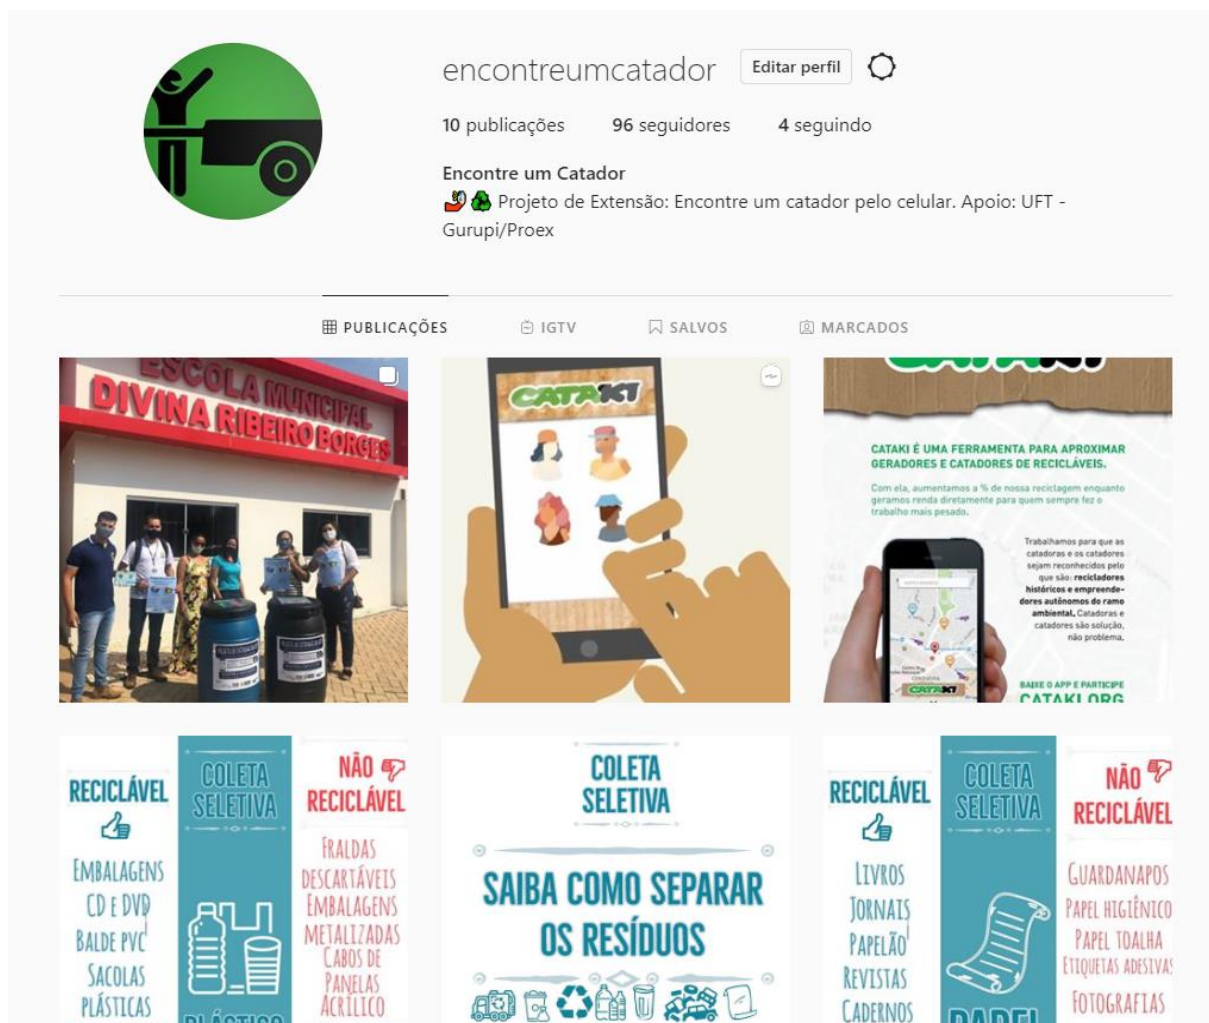 encontreumcatador Editar perfil
10 publicações 96 seguidores 4 seguindo
Encontre um Catador
Projeto de Extensão: Encontre um catador pelo celular. Apoio: UFT -
Gurupi/Proex
PUBLICAÇÕES IGTV SALVOS MARCADOS
ESCOLA MUNICIPAL
DIVINA RIBEIRO BORGES
CATAKI
CATAKI É UMA FERRAMENTA PARA APROXIMAR
GERADORES E CATADORES DE RECICLÁVEIS.
Com ela, aumentamos a % de nossa reciclagem enquanto
geramos renda diretamente para quem sempre fez o
trabalho mais pesado.
Trabalhamos para que as
catadoras e os catadores
sejam reconhecidos pelo
que são: recicladores
históricos e empreende-
dores autônomos do ramo
ambiental. Catadoras e
catadores são solução,
não problema.
CATAKI
BAIXE O APP E PARTICIPE
CATAKI.ORG
RECICLÁVEL
EMBALAGENS
CD E DVD
BALDE PVC
SACOLAS
PLÁSTICAS
COLETA
SELETIVA
PLÁSTICO
NÃO
RECICLÁVEL
FRALDAS
DESCARTÁVEIS
EMBALAGENS
METALIZADAS
CABOS DE
PANELAS
ACRÍLICO
COLETA
SELETIVA
SAIBA COMO SEPARAR
OS RESÍDUOS
RECICLÁVEL
LIVROS
JORNAIS
PAPELÃO
REVISTAS
CADERNOS
COLETA
SELETIVA
PAPEL
NÃO
RECICLÁVEL
GUARDANAPOS
PAPEL HIGIÊNICO
PAPEL TOALHA
ETIQUETAS ADESIVAS
FOTOGRAFIAS